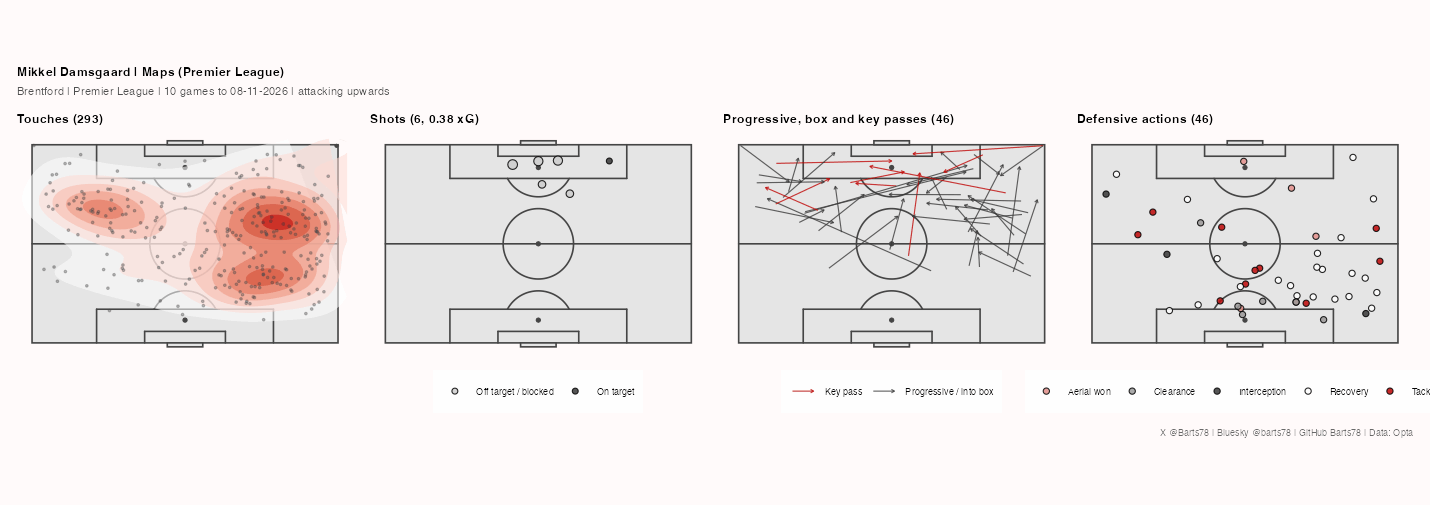 Mikkel Damsgaard | Maps (Premier League)
Brentford | Premier League | 10 games to 08-11-2026 | attacking upwards
Touches (293)
Shots (6, 0.38 xG)
Progressive, box and key passes (46)
Defensive actions (46)
Off target / blocked
On target
Key pass
Progressive / into box
Aerial won
Clearance
Interception
Recovery
Tack
X @Barts78 | Bluesky @barts78 | GitHub Barts78 | Data: Opta